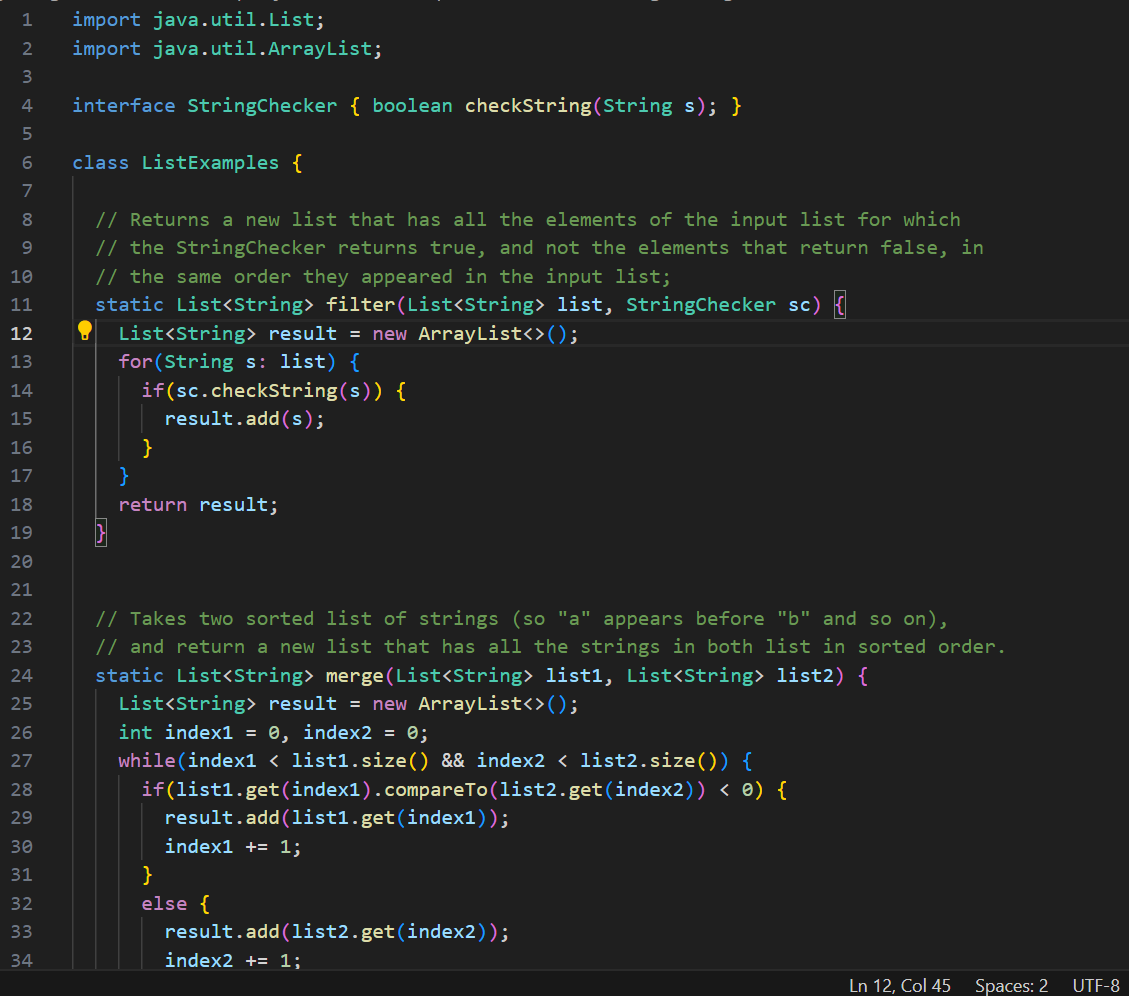 1 import java.util.List;
2 import java.util.ArrayList;
3
4 interface StringChecker { boolean checkString(String s); }
5
6 class ListExamples {
7
8   // Returns a new list that has all the elements of the input list for which
9   // the StringChecker returns true, and not the elements that return false, in
10   // the same order they appeared in the input list;
11   static List<String> filter(List<String> list, StringChecker sc) {
12     List<String> result = new ArrayList<>();
13     for(String s: list) {
14       if(sc.checkString(s)) {
15         result.add(s);
16       }
17     }
18     return result;
19   }
20
21
22   // Takes two sorted list of strings (so "a" appears before "b" and so on),
23   // and return a new list that has all the strings in both list in sorted order.
24   static List<String> merge(List<String> list1, List<String> list2) {
25     List<String> result = new ArrayList<>();
26     int index1 = 0, index2 = 0;
27     while(index1 < list1.size() && index2 < list2.size()) {
28       if(list1.get(index1).compareTo(list2.get(index2)) < 0) {
29         result.add(list1.get(index1));
30         index1 += 1;
31       }
32       else {
33         result.add(list2.get(index2));
34         index2 += 1;
Ln 12, Col 45 Spaces: 2 UTF-8